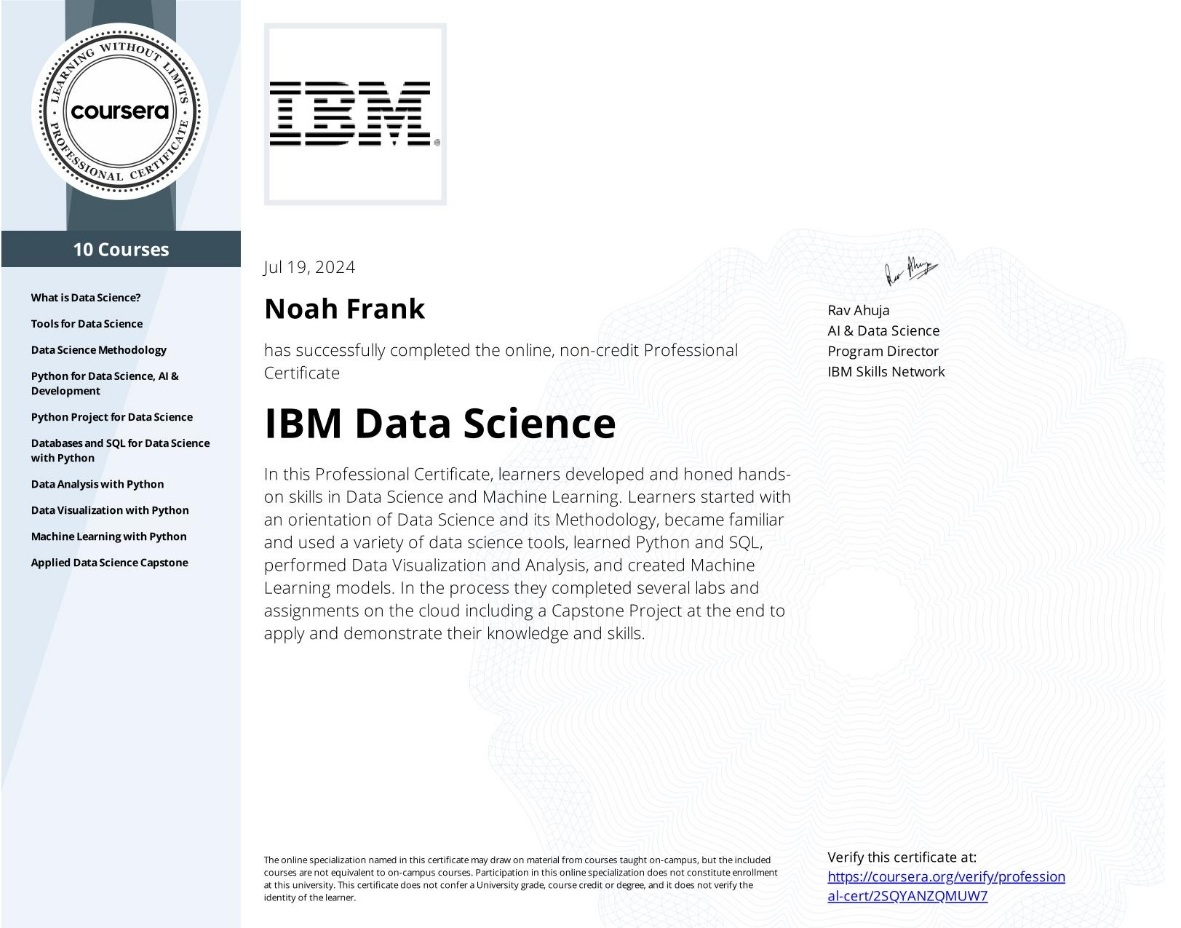 LEARNING WITHOUT LIMITS
coursera
PROFESSIONAL CERTIFICATE
10 Courses
What is Data Science?
Tools for Data Science
Data Science Methodology
Python for Data Science, AI &
Development
Python Project for Data Science
Databases and SQL for Data Science
with Python
Data Analysis with Python
Data Visualization with Python
Machine Learning with Python
Applied Data Science Capstone
IBM®
Jul 19, 2024
Noah Frank
has successfully completed the online, non-credit Professional
Certificate
IBM Data Science
In this Professional Certificate, learners developed and honed hands-
on skills in Data Science and Machine Learning. Learners started with
an orientation of Data Science and its Methodology, became familiar
and used a variety of data science tools, learned Python and SQL,
performed Data Visualization and Analysis, and created Machine
Learning models. In the process they completed several labs and
assignments on the cloud including a Capstone Project at the end to
apply and demonstrate their knowledge and skills.
Rav Ahuja
Rav Ahuja
AI & Data Science
Program Director
IBM Skills Network
The online specialization named in this certificate may draw on material from courses taught on-campus, but the included
courses are not equivalent to on-campus courses. Participation in this online specialization does not constitute enrollment
at this university. This certificate does not confer a University grade, course credit or degree, and it does not verify the
identity of the learner.
Verify this certificate at:
https://coursera.org/verify/profession
al-cert/2SQYANZQMUW7